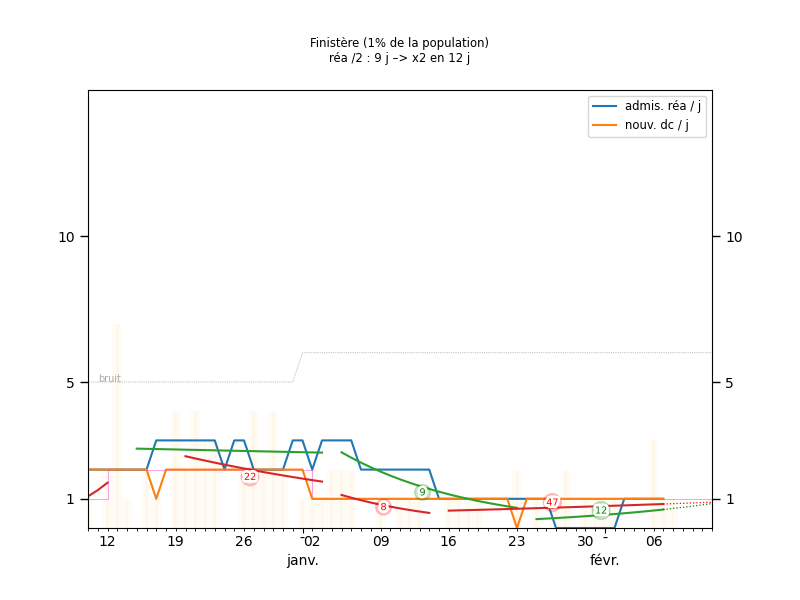 Finistère (1% de la population)
réa /2 : 9 j –> x2 en 12 j
admis. réa / j
nouv. dc / j
10
10
bruit
5
5
22
8
9
47
12
1
1
12
19
26
02
09
16
23
30
06
janv.
févr.